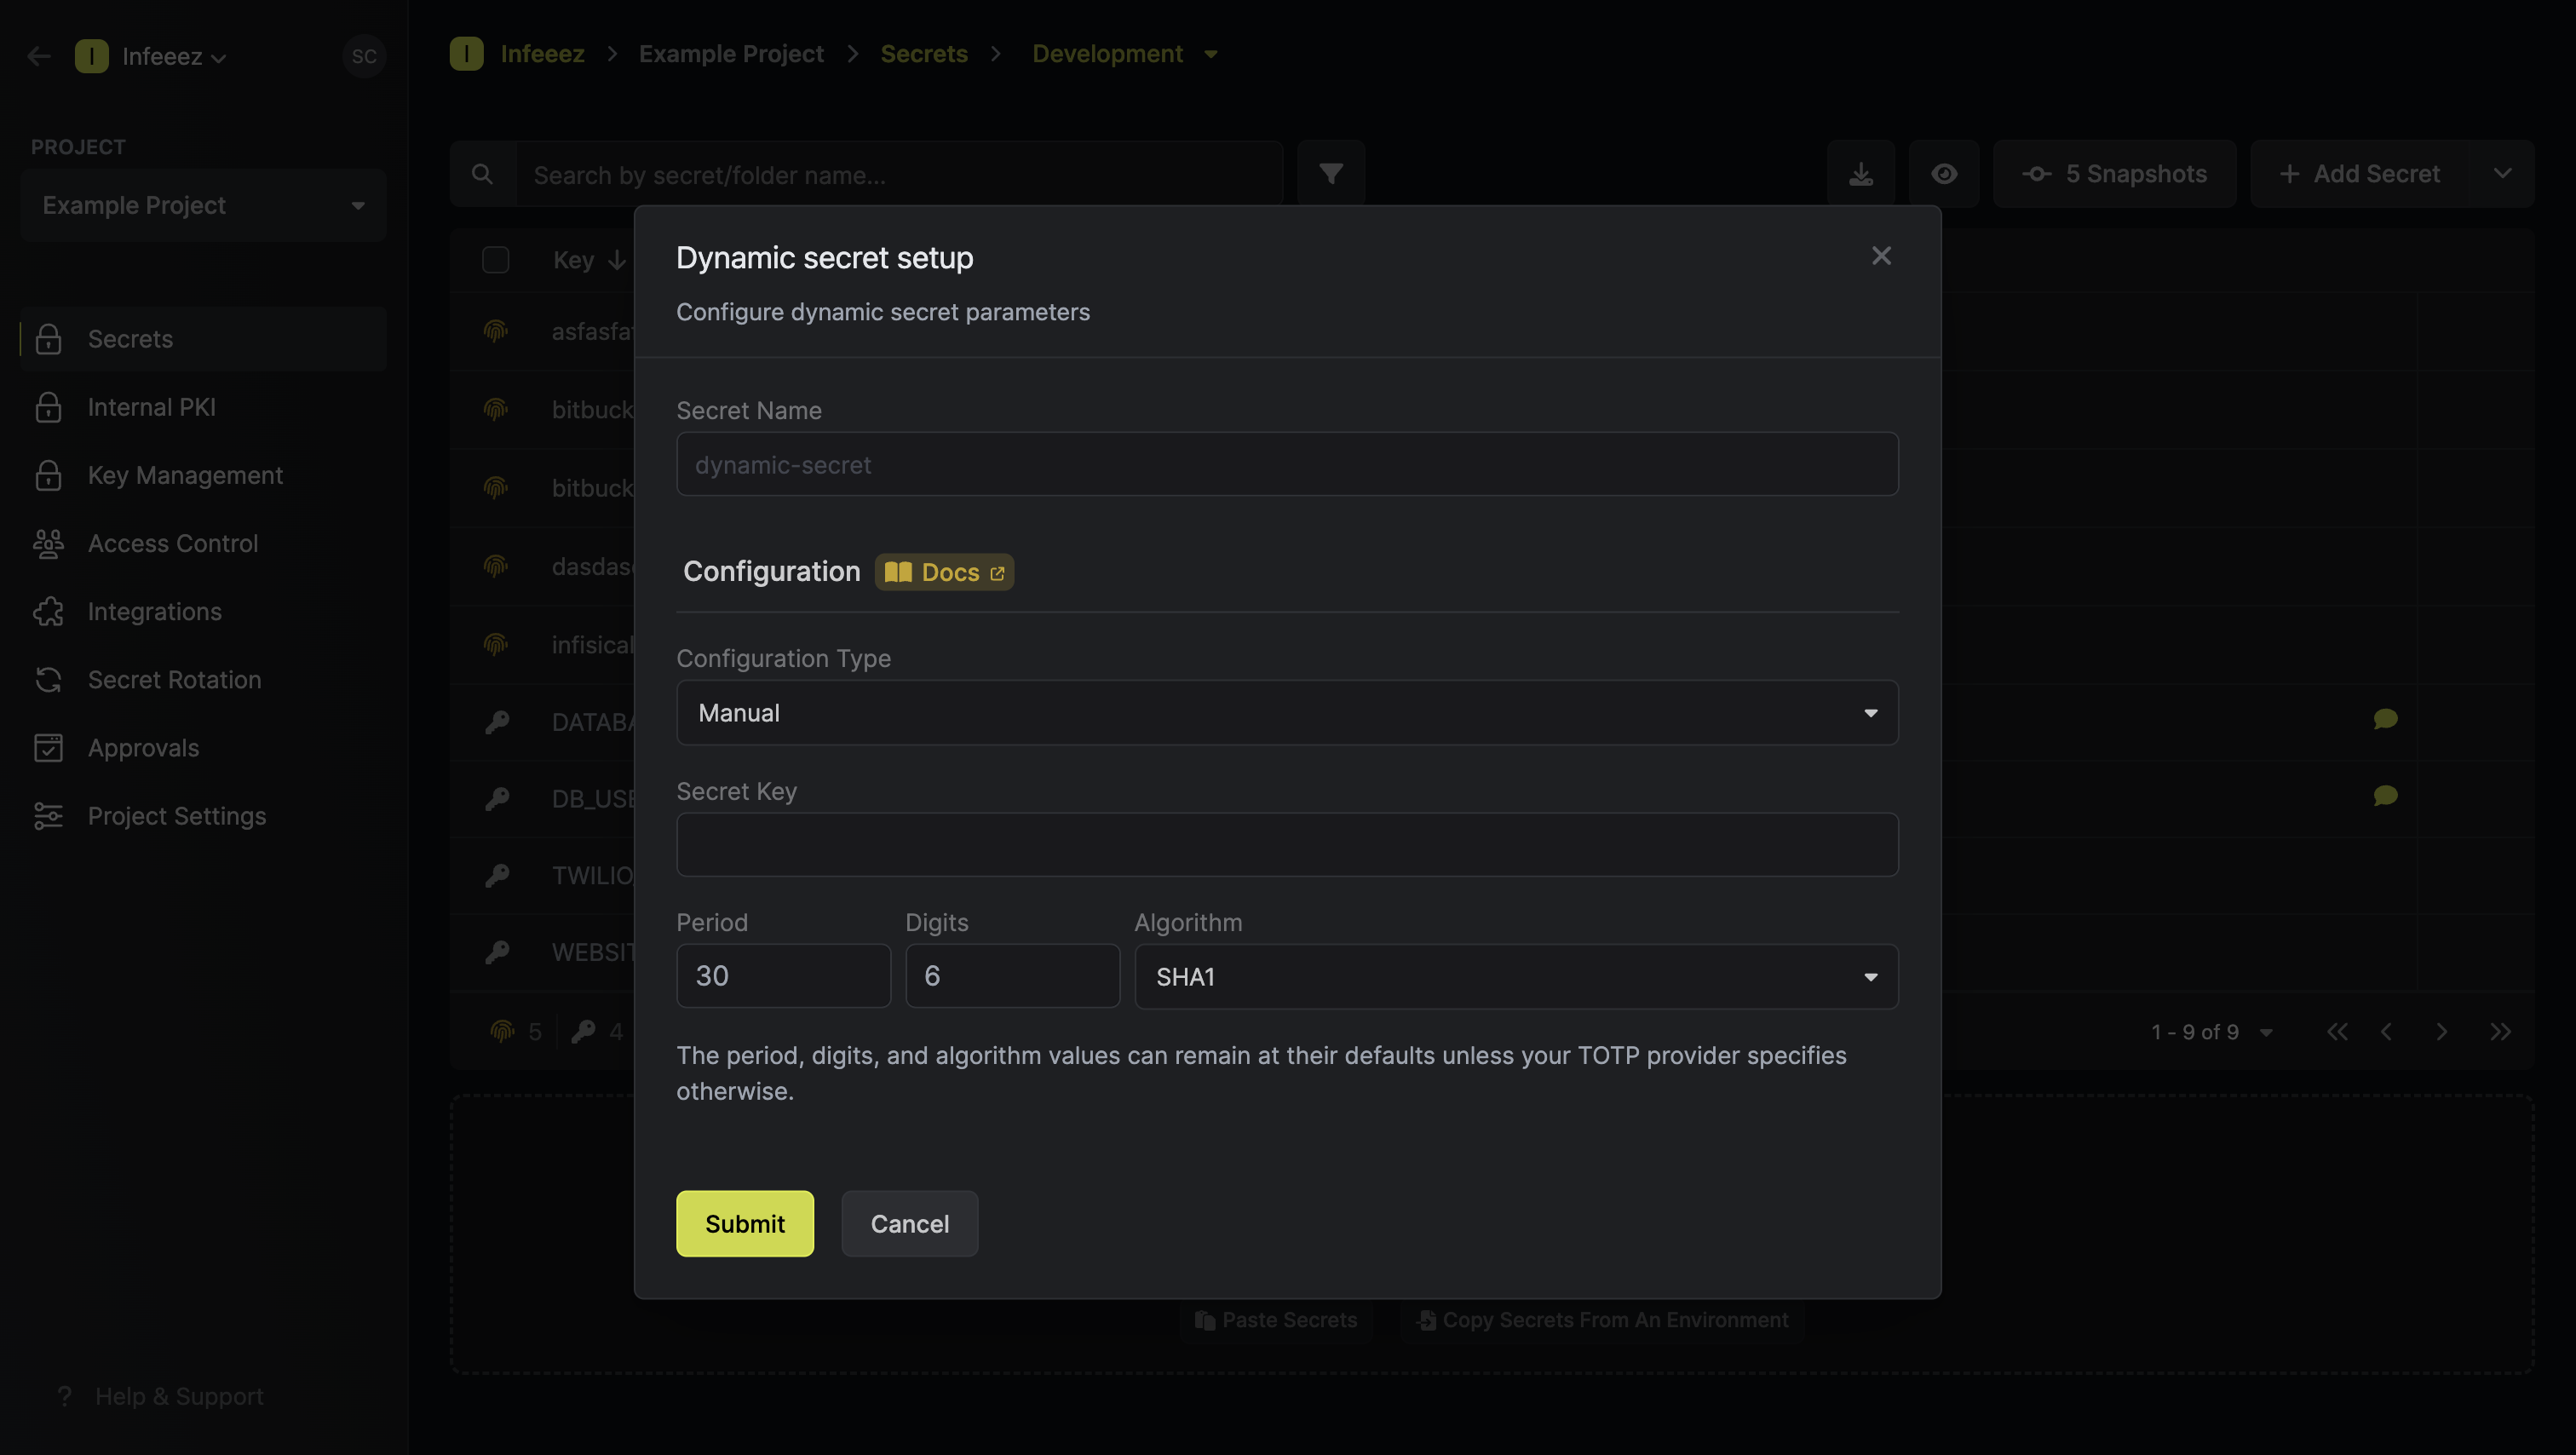 Infeeez
SC
I Infeeez > Example Project > Secrets > Development
PROJECT
Example Project
Secrets
Internal PKI
Key Management
Access Control
Integrations
Secret Rotation
Approvals
Project Settings
? Help & Support
Search by secret/folder name...
5 Snapshots
+ Add Secret
Key
asfasfa
bitbuck
bitbuck
dasdas
infisical
DATABA
DB_USE
TWILIO
WEBSIT
5
4
1 - 9 of 9
Dynamic secret setup
Configure dynamic secret parameters
Secret Name
dynamic-secret
Configuration Docs
Configuration Type
Manual
Secret Key
Period Digits Algorithm
30 6 SHA1
The period, digits, and algorithm values can remain at their defaults unless your TOTP provider specifies
otherwise.
Submit Cancel
Paste Secrets Copy Secrets From An Environment